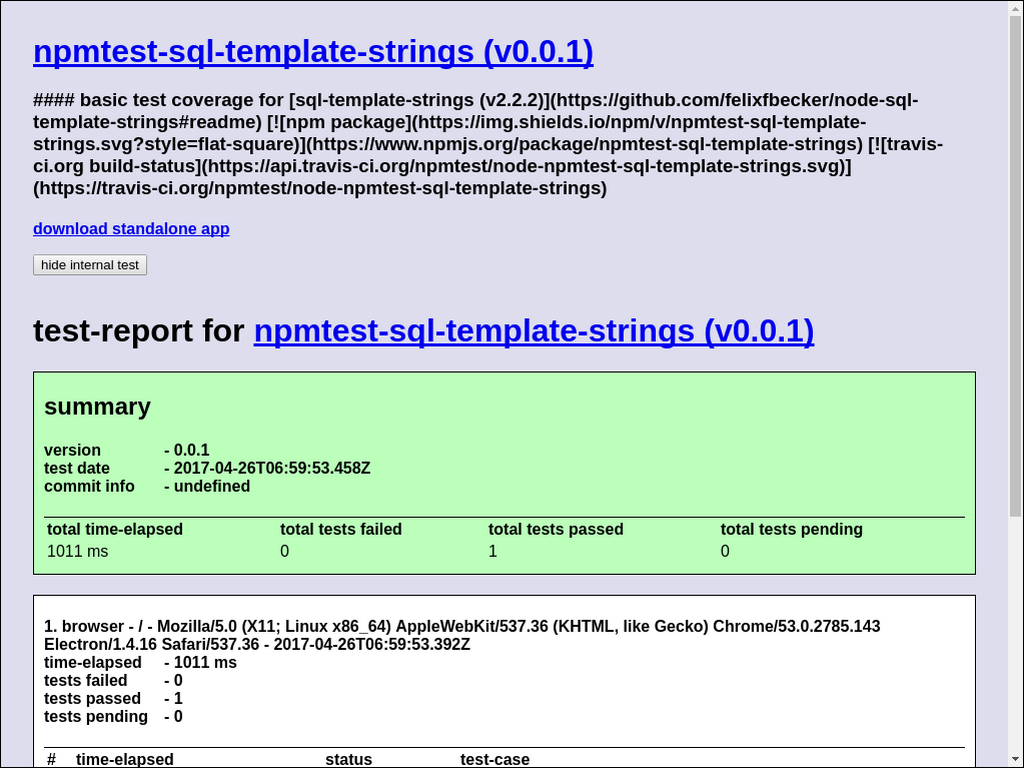 npmtest-sql-template-strings (v0.0.1)
#### basic test coverage for [sql-template-strings (v2.2.2)](https://github.com/felixfbecker/node-sql-
template-strings#readme) [![npm package](https://img.shields.io/npm/v/npmtest-sql-template-
strings.svg?style=flat-square)](https://www.npmjs.org/package/npmtest-sql-template-strings) [![travis-
ci.org build-status](https://api.travis-ci.org/npmtest/node-npmtest-sql-template-strings.svg)]
(https://travis-ci.org/npmtest/node-npmtest-sql-template-strings)
download standalone app
hide internal test
test-report for npmtest-sql-template-strings (v0.0.1)
summary
version - 0.0.1
test date - 2017-04-26T06:59:53.458Z
commit info - undefined
total time-elapsed total tests failed total tests passed total tests pending
1011 ms 0 1 0
1. browser - / - Mozilla/5.0 (X11; Linux x86_64) AppleWebKit/537.36 (KHTML, like Gecko) Chrome/53.0.2785.143
Electron/1.4.16 Safari/537.36 - 2017-04-26T06:59:53.392Z
time-elapsed - 1011 ms
tests failed - 0
tests passed - 1
tests pending - 0
# time-elapsed status test-case